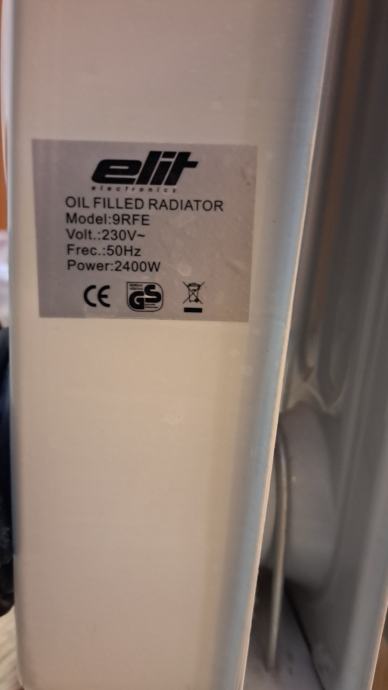 elit
electronics
OIL FILLED RADIATOR
Model:9RFE
Volt.:230V~
Frec.:50Hz
Power:2400W
CE GS